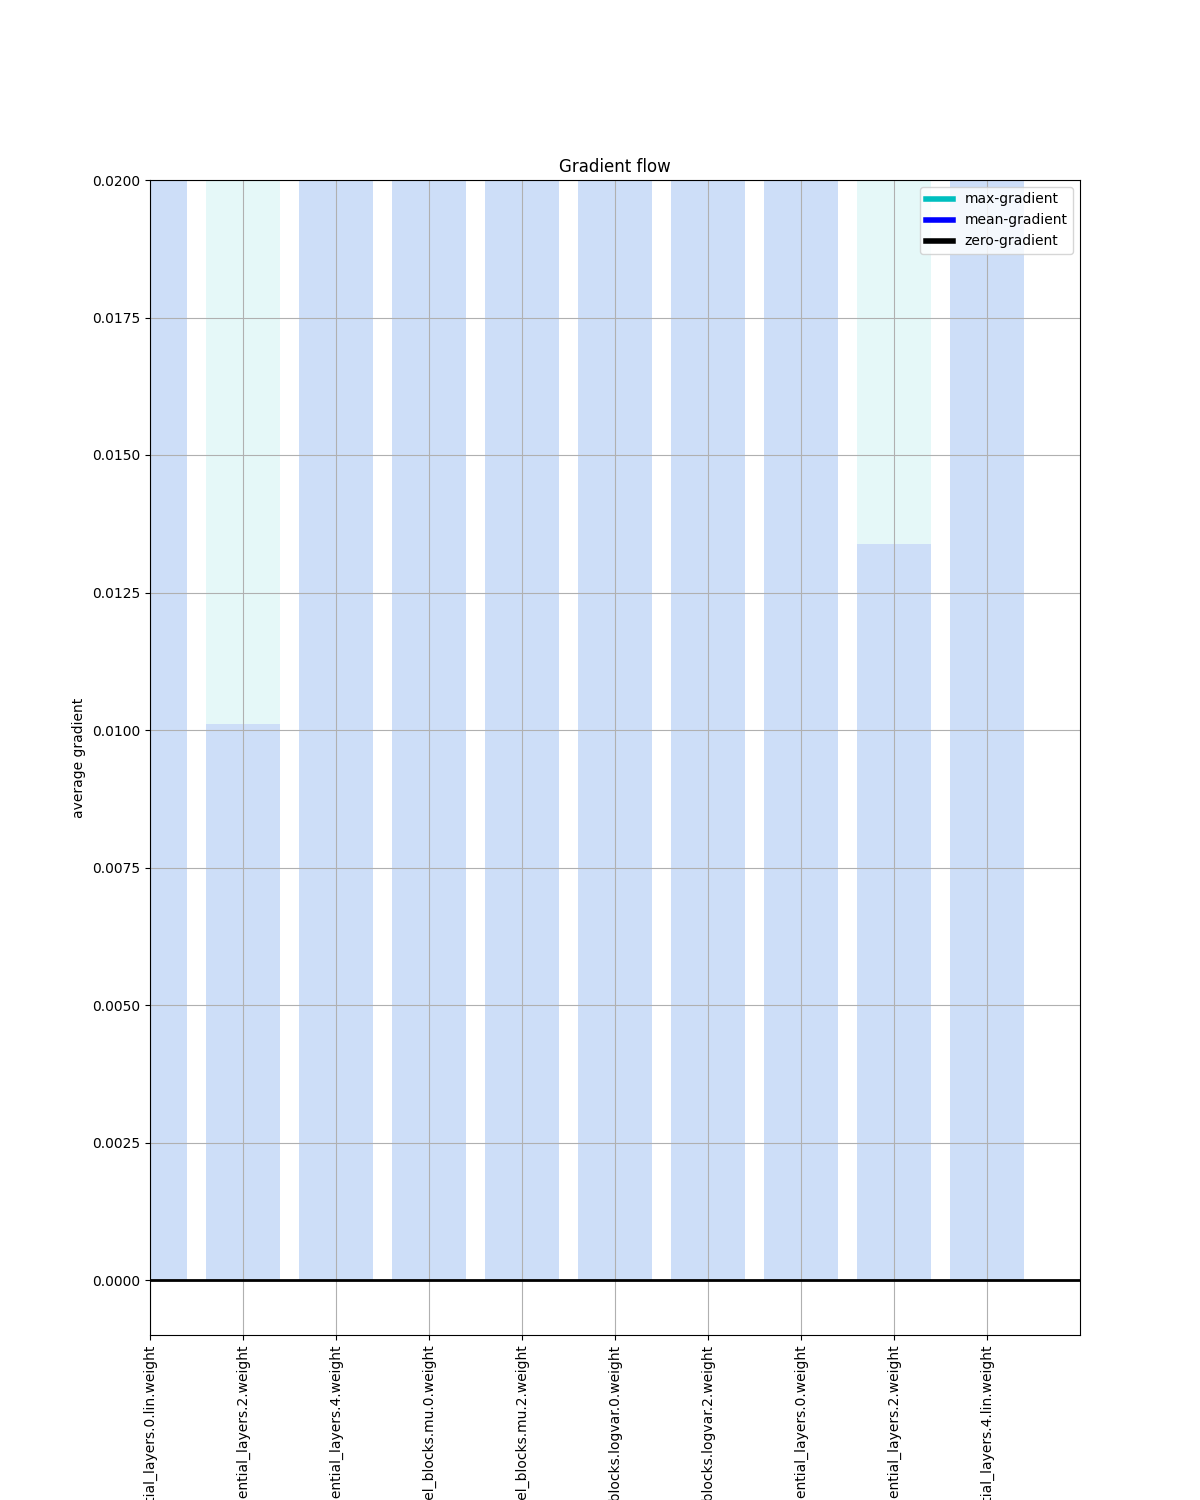 Gradient flow
max-gradient
mean-gradient
zero-gradient
0.0200
0.0175
0.0150
0.0125
0.0100
0.0075
0.0050
0.0025
0.0000
average gradient
tial_layers.0.lin.weight
ential_layers.2.weight
ential_layers.4.weight
el_blocks.mu.0.weight
el_blocks.mu.2.weight
blocks.logvar.0.weight
blocks.logvar.2.weight
ential_layers.0.weight
ential_layers.2.weight
tial_layers.4.lin.weight